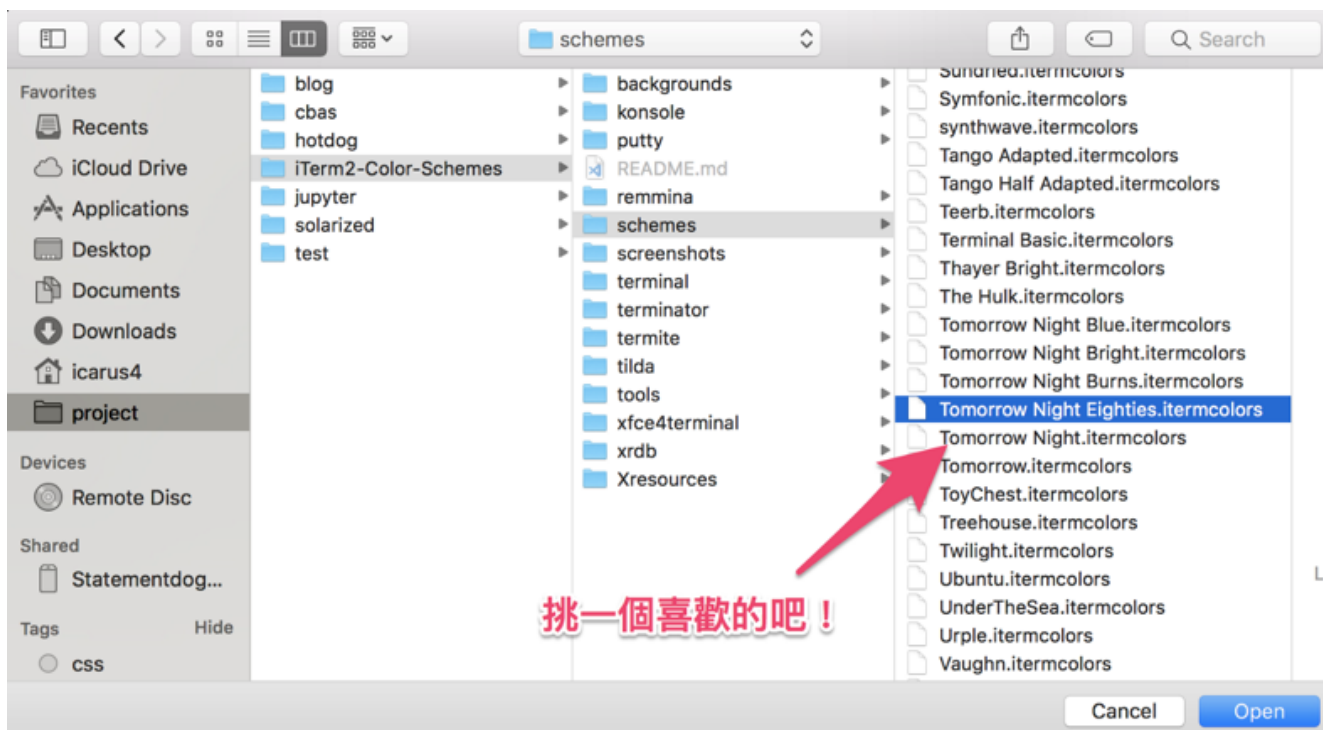 schemes
Search
Favorites
Recents
iCloud Drive
Applications
Desktop
Documents
Downloads
icarus4
project
Devices
Remote Disc
Shared
Statementdog...
Tags
Hide
css
blog
cbas
hotdog
iTerm2-Color-Schemes
jupyter
solarized
test
backgrounds
konsole
putty
README.md
remmina
schemes
screenshots
terminal
terminator
termite
tilda
tools
xfce4terminal
xrdb
Xresources
Sundried.itermcolors
Symfonic.itermcolors
synthwave.itermcolors
Tango Adapted.itermcolors
Tango Half Adapted.itermcolors
Teerb.itermcolors
Terminal Basic.itermcolors
Thayer Bright.itermcolors
The Hulk.itermcolors
Tomorrow Night Blue.itermcolors
Tomorrow Night Bright.itermcolors
Tomorrow Night Burns.itermcolors
Tomorrow Night Eighties.itermcolors
Tomorrow Night.itermcolors
Tomorrow.itermcolors
ToyChest.itermcolors
Treehouse.itermcolors
Twilight.itermcolors
Ubuntu.itermcolors
UnderTheSea.itermcolors
Urple.itermcolors
Vaughn.itermcolors
L
挑一個喜歡的吧！
Cancel
Open